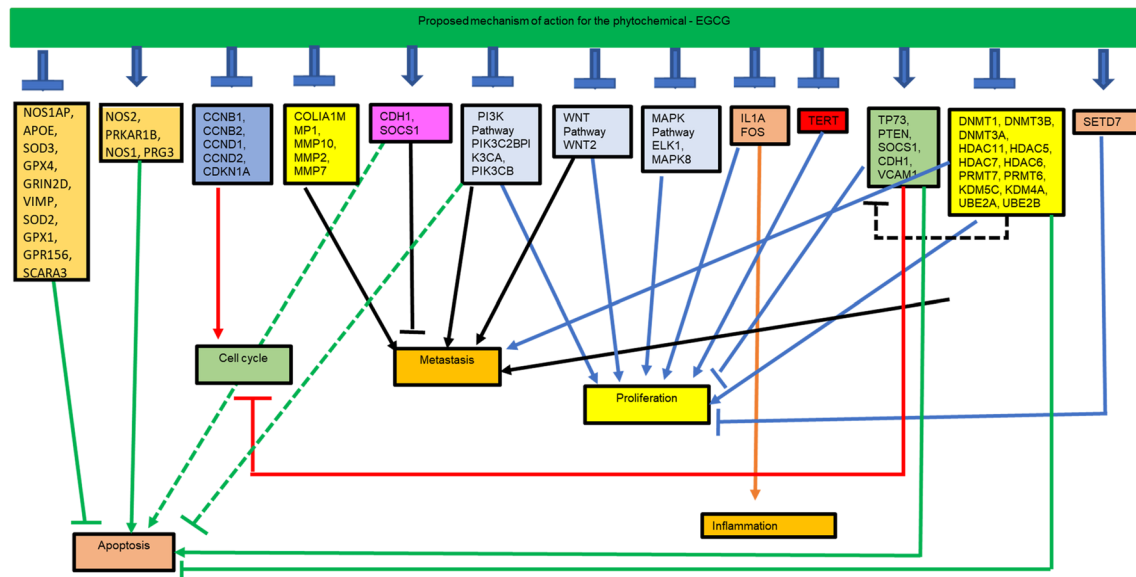 Proposed mechanism of action for the phytochemical - EGCG
NOS1AP,
APOE,
SOD3,
GPX4,
GRIN2D,
VIMP,
SOD2,
GPX1,
GPR156,
SCARA3
NOS2,
PRKAR1B,
NOS1, PRG3
CCNB1,
CCNB2,
CCND1,
CCND2,
CDKN1A
COLIA1M
MP1,
MMP10,
MMP2,
MMP7
CDH1,
SOCS1
PI3K
Pathway
PIK3C2BPI
K3CA,
PIK3CB
WNT
Pathway
WNT2
MAPK
Pathway
ELK1,
MAPK8
IL1A
FOS
TERT
TP73,
PTEN,
SOCS1,
CDH1,
VCAM1
DNMT1, DNMT3B,
DNMT3A,
HDAC11, HDAC5,
HDAC7, HDAC6,
PRMT7, PRMT6,
KDM5C, KDM4A,
UBE2A, UBE2B
SETD7
Cell cycle
Metastasis
Proliferation
Inflammation
Apoptosis